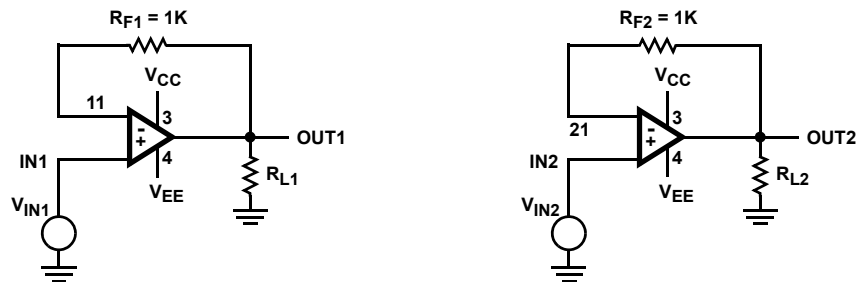 RF1 = 1K
VCC
11
3
-
+
OUT1
IN1
4
RL1
VEE
VIN1
RF2 = 1K
VCC
21
3
-
+
OUT2
IN2
4
RL2
VEE
VIN2